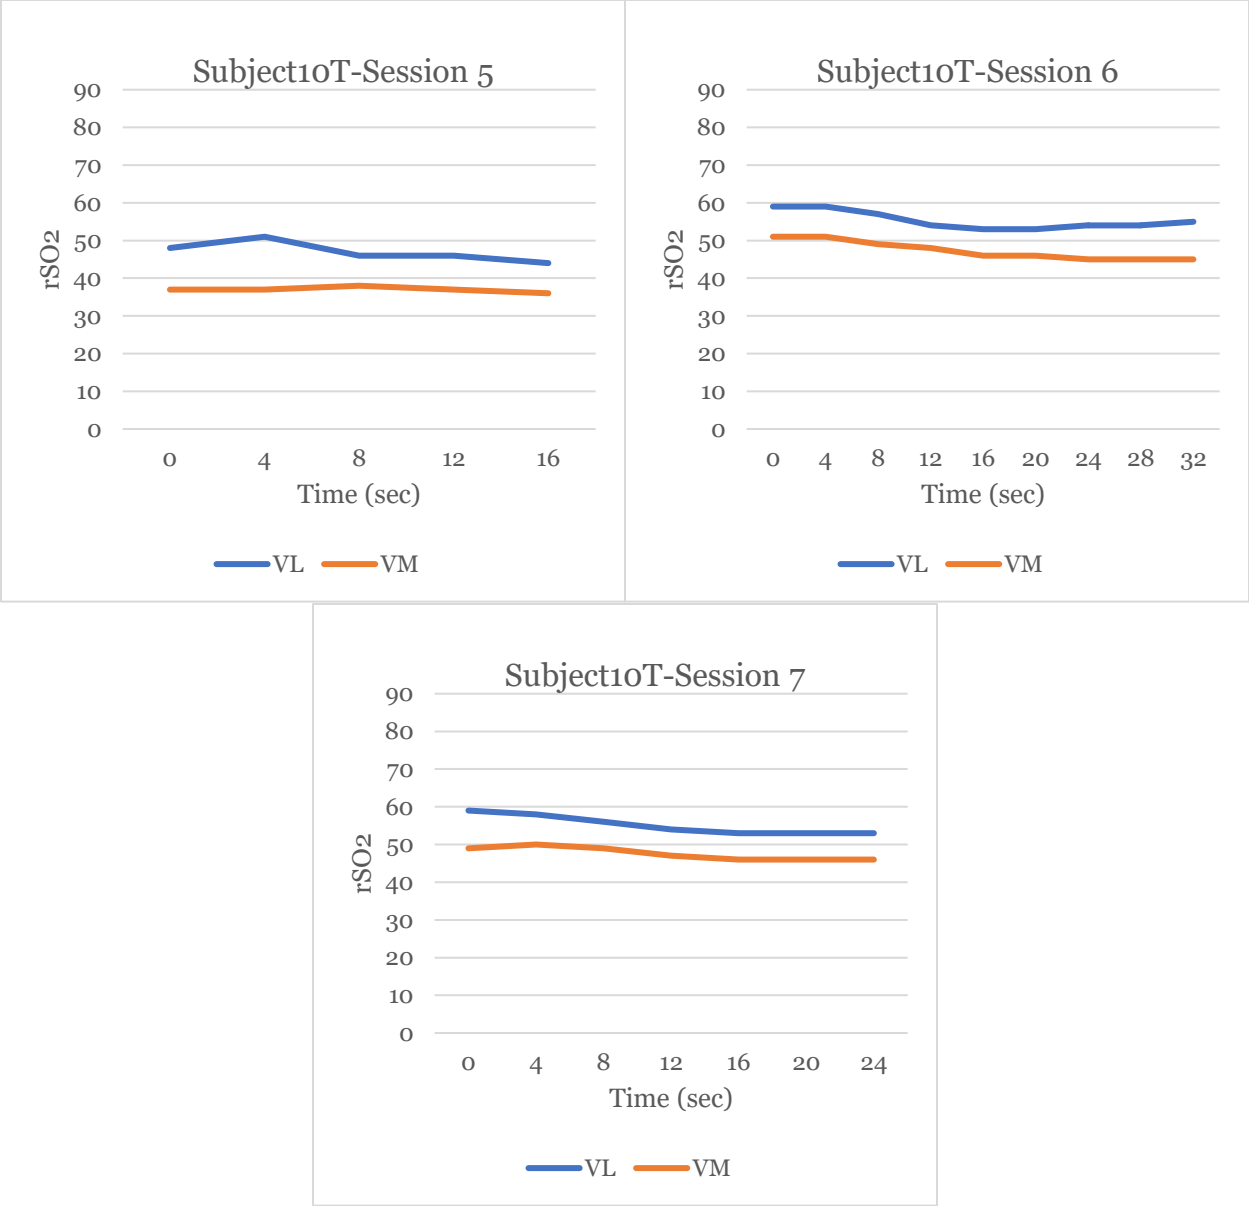 Subject10T-Session 5
90
80
70
60
50
40
30
20
10
0
rSO2
0 4 8 12 16
Time (sec)
VL VM
Subject10T-Session 6
90
80
70
60
50
40
30
20
10
0
rSO2
0 4 8 12 16 20 24 28 32
Time (sec)
VL VM
Subject10T-Session 7
90
80
70
60
50
40
30
20
10
0
rSO2
0 4 8 12 16 20 24
Time (sec)
VL VM